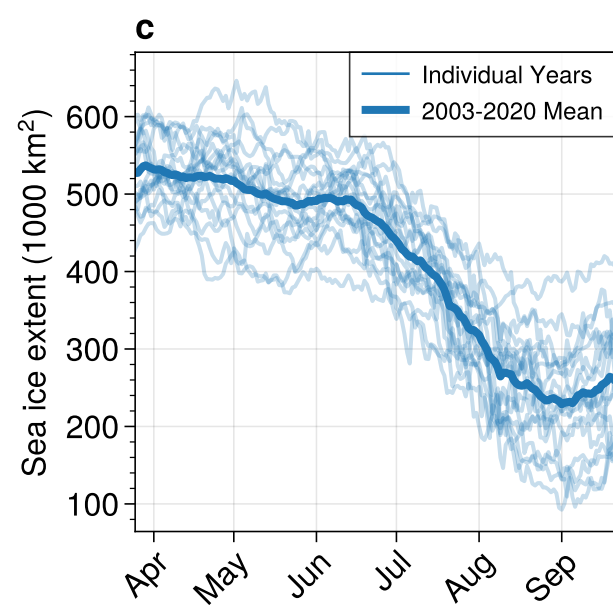 c
Individual Years
2003-2020 Mean
Sea ice extent (1000 km²)
600
500
400
300
200
100
Apr
May
Jun
Jul
Aug
Sep